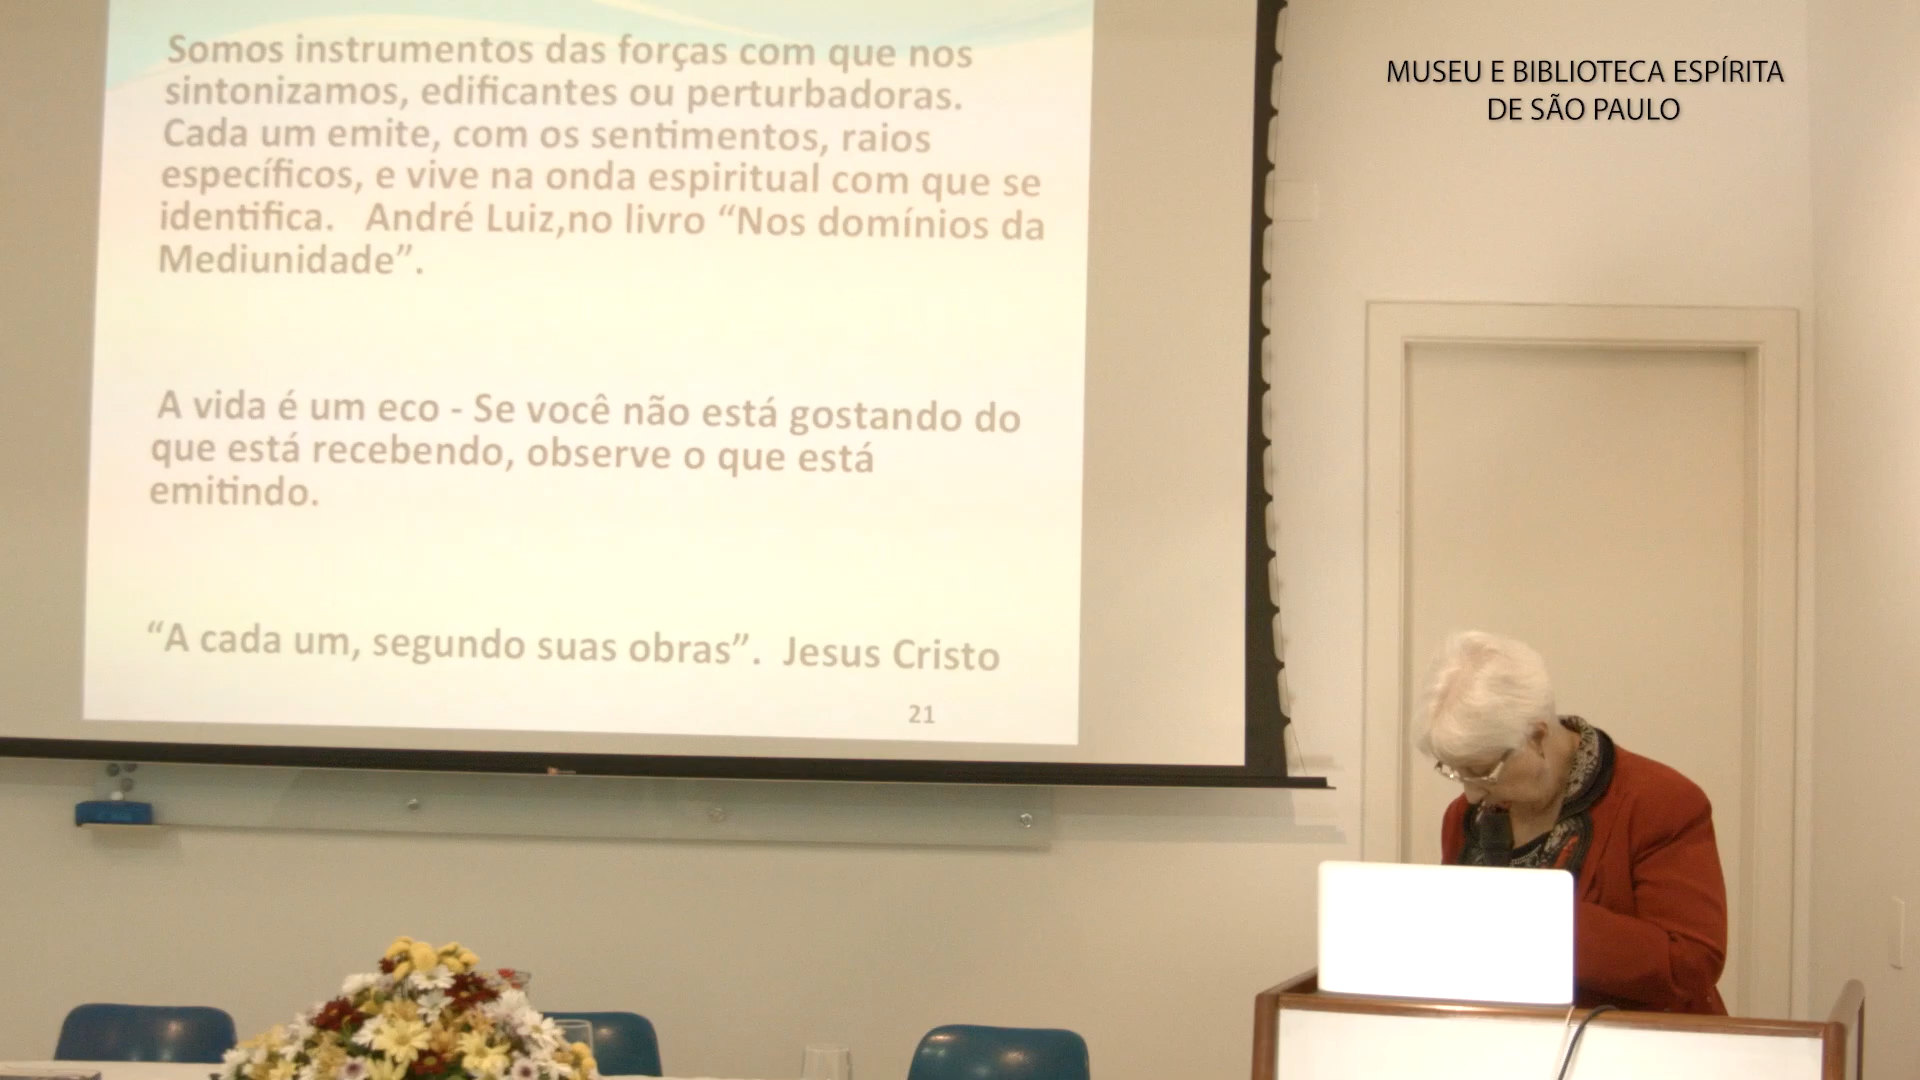 Somos instrumentos das forças com que nos
sintonizamos, edificantes ou perturbadoras.
Cada um emite, com os sentimentos, raios
específicos, e vive na onda espiritual com que se
identifica.   André Luiz,no livro “Nos domínios da
Mediunidade”.
A vida é um eco - Se você não está gostando do
que está recebendo, observe o que está
emitindo.
“A cada um, segundo suas obras”.  Jesus Cristo
21
MUSEU E BIBLIOTECA ESPÍRITA
DE SÃO PAULO